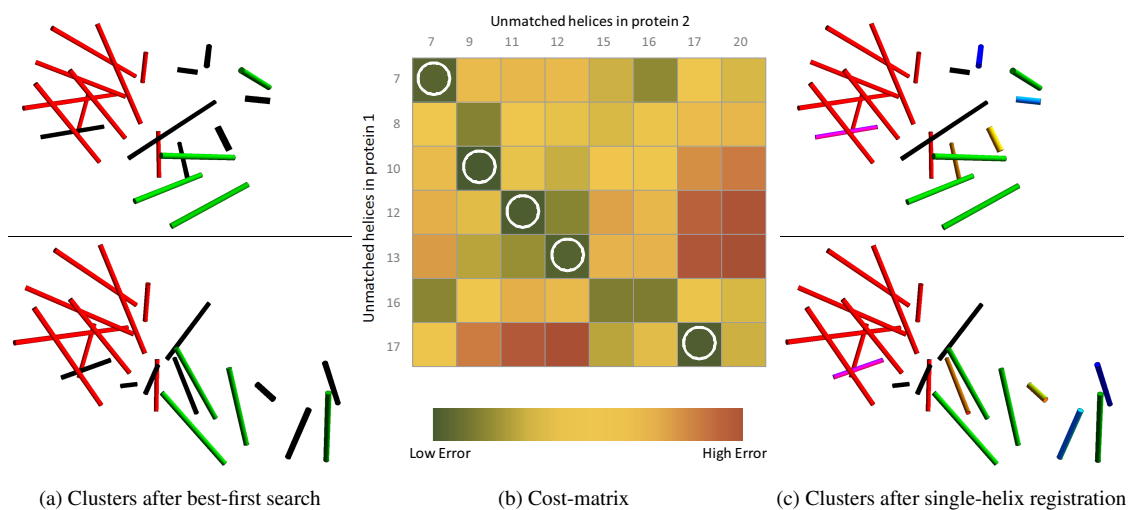 Unmatched helices in protein 2
7 9 11 12 15 16 17 20
Unmatched helices in protein 1
7
8
10
12
13
16
17
Low Error High Error
(a) Clusters after best-first search (b) Cost-matrix (c) Clusters after single-helix registration